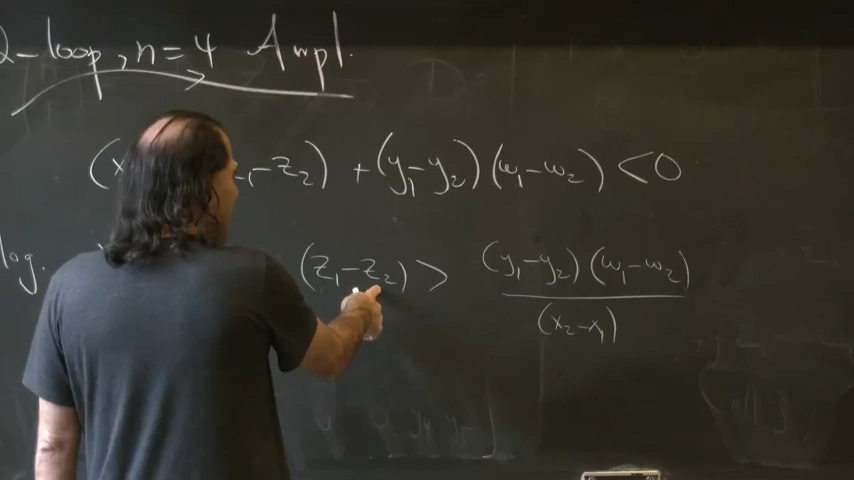 2-loop, n=4 Ampl.
(x -z₂) + (y₁-y₂)(w₁-w₂) <0
log. (z₁-z₂) > (y₁-y₂)(w₁-w₂)
(x₂-x₁)